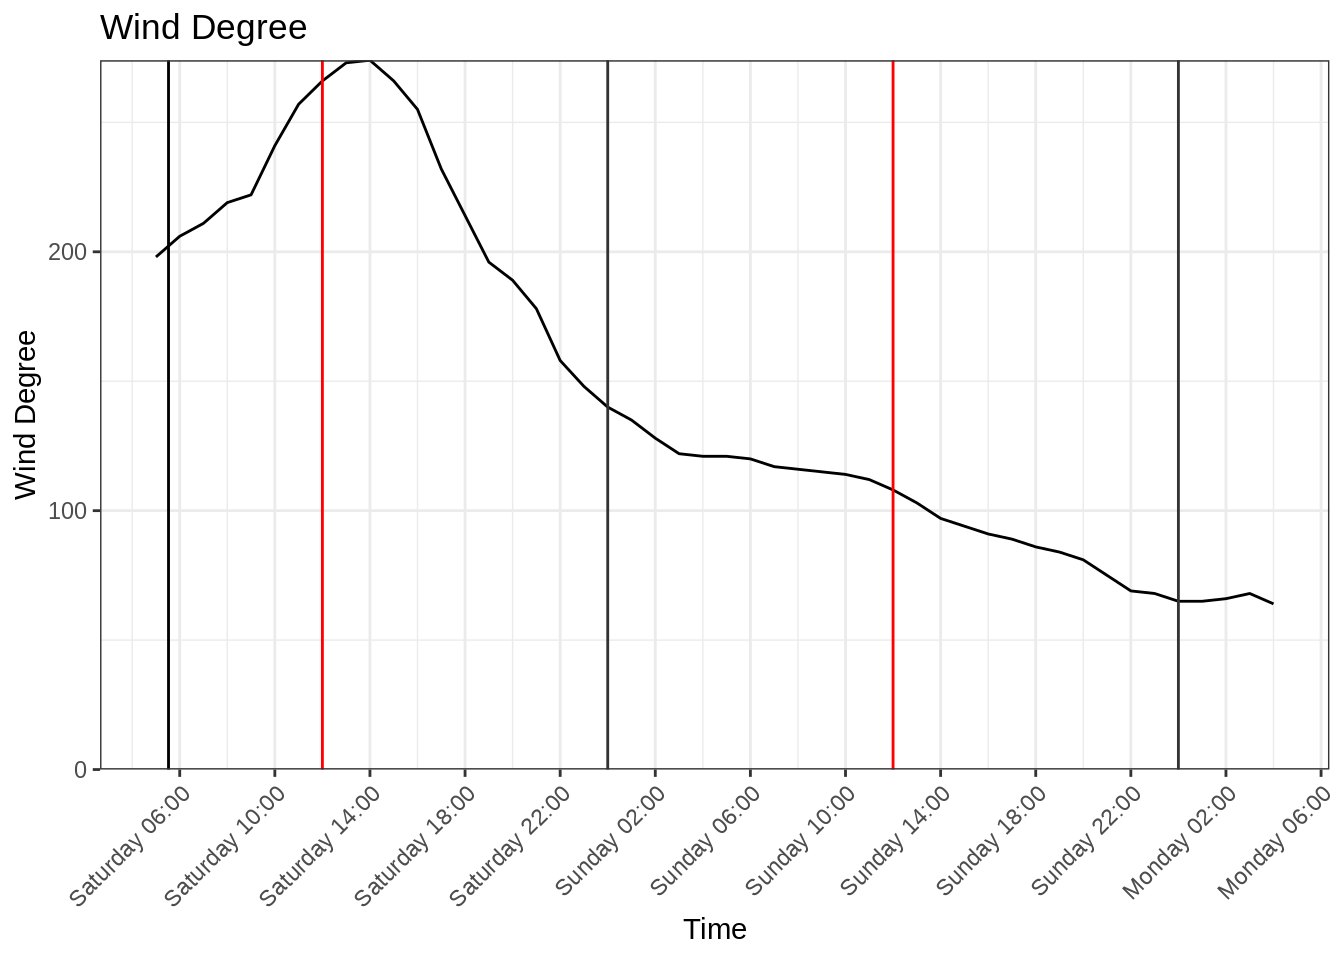 Wind Degree
Wind Degree
200
100
0
Saturday 06:00
Saturday 10:00
Saturday 14:00
Saturday 18:00
Saturday 22:00
Sunday 02:00
Sunday 06:00
Sunday 10:00
Sunday 14:00
Sunday 18:00
Sunday 22:00
Monday 02:00
Monday 06:00
Time